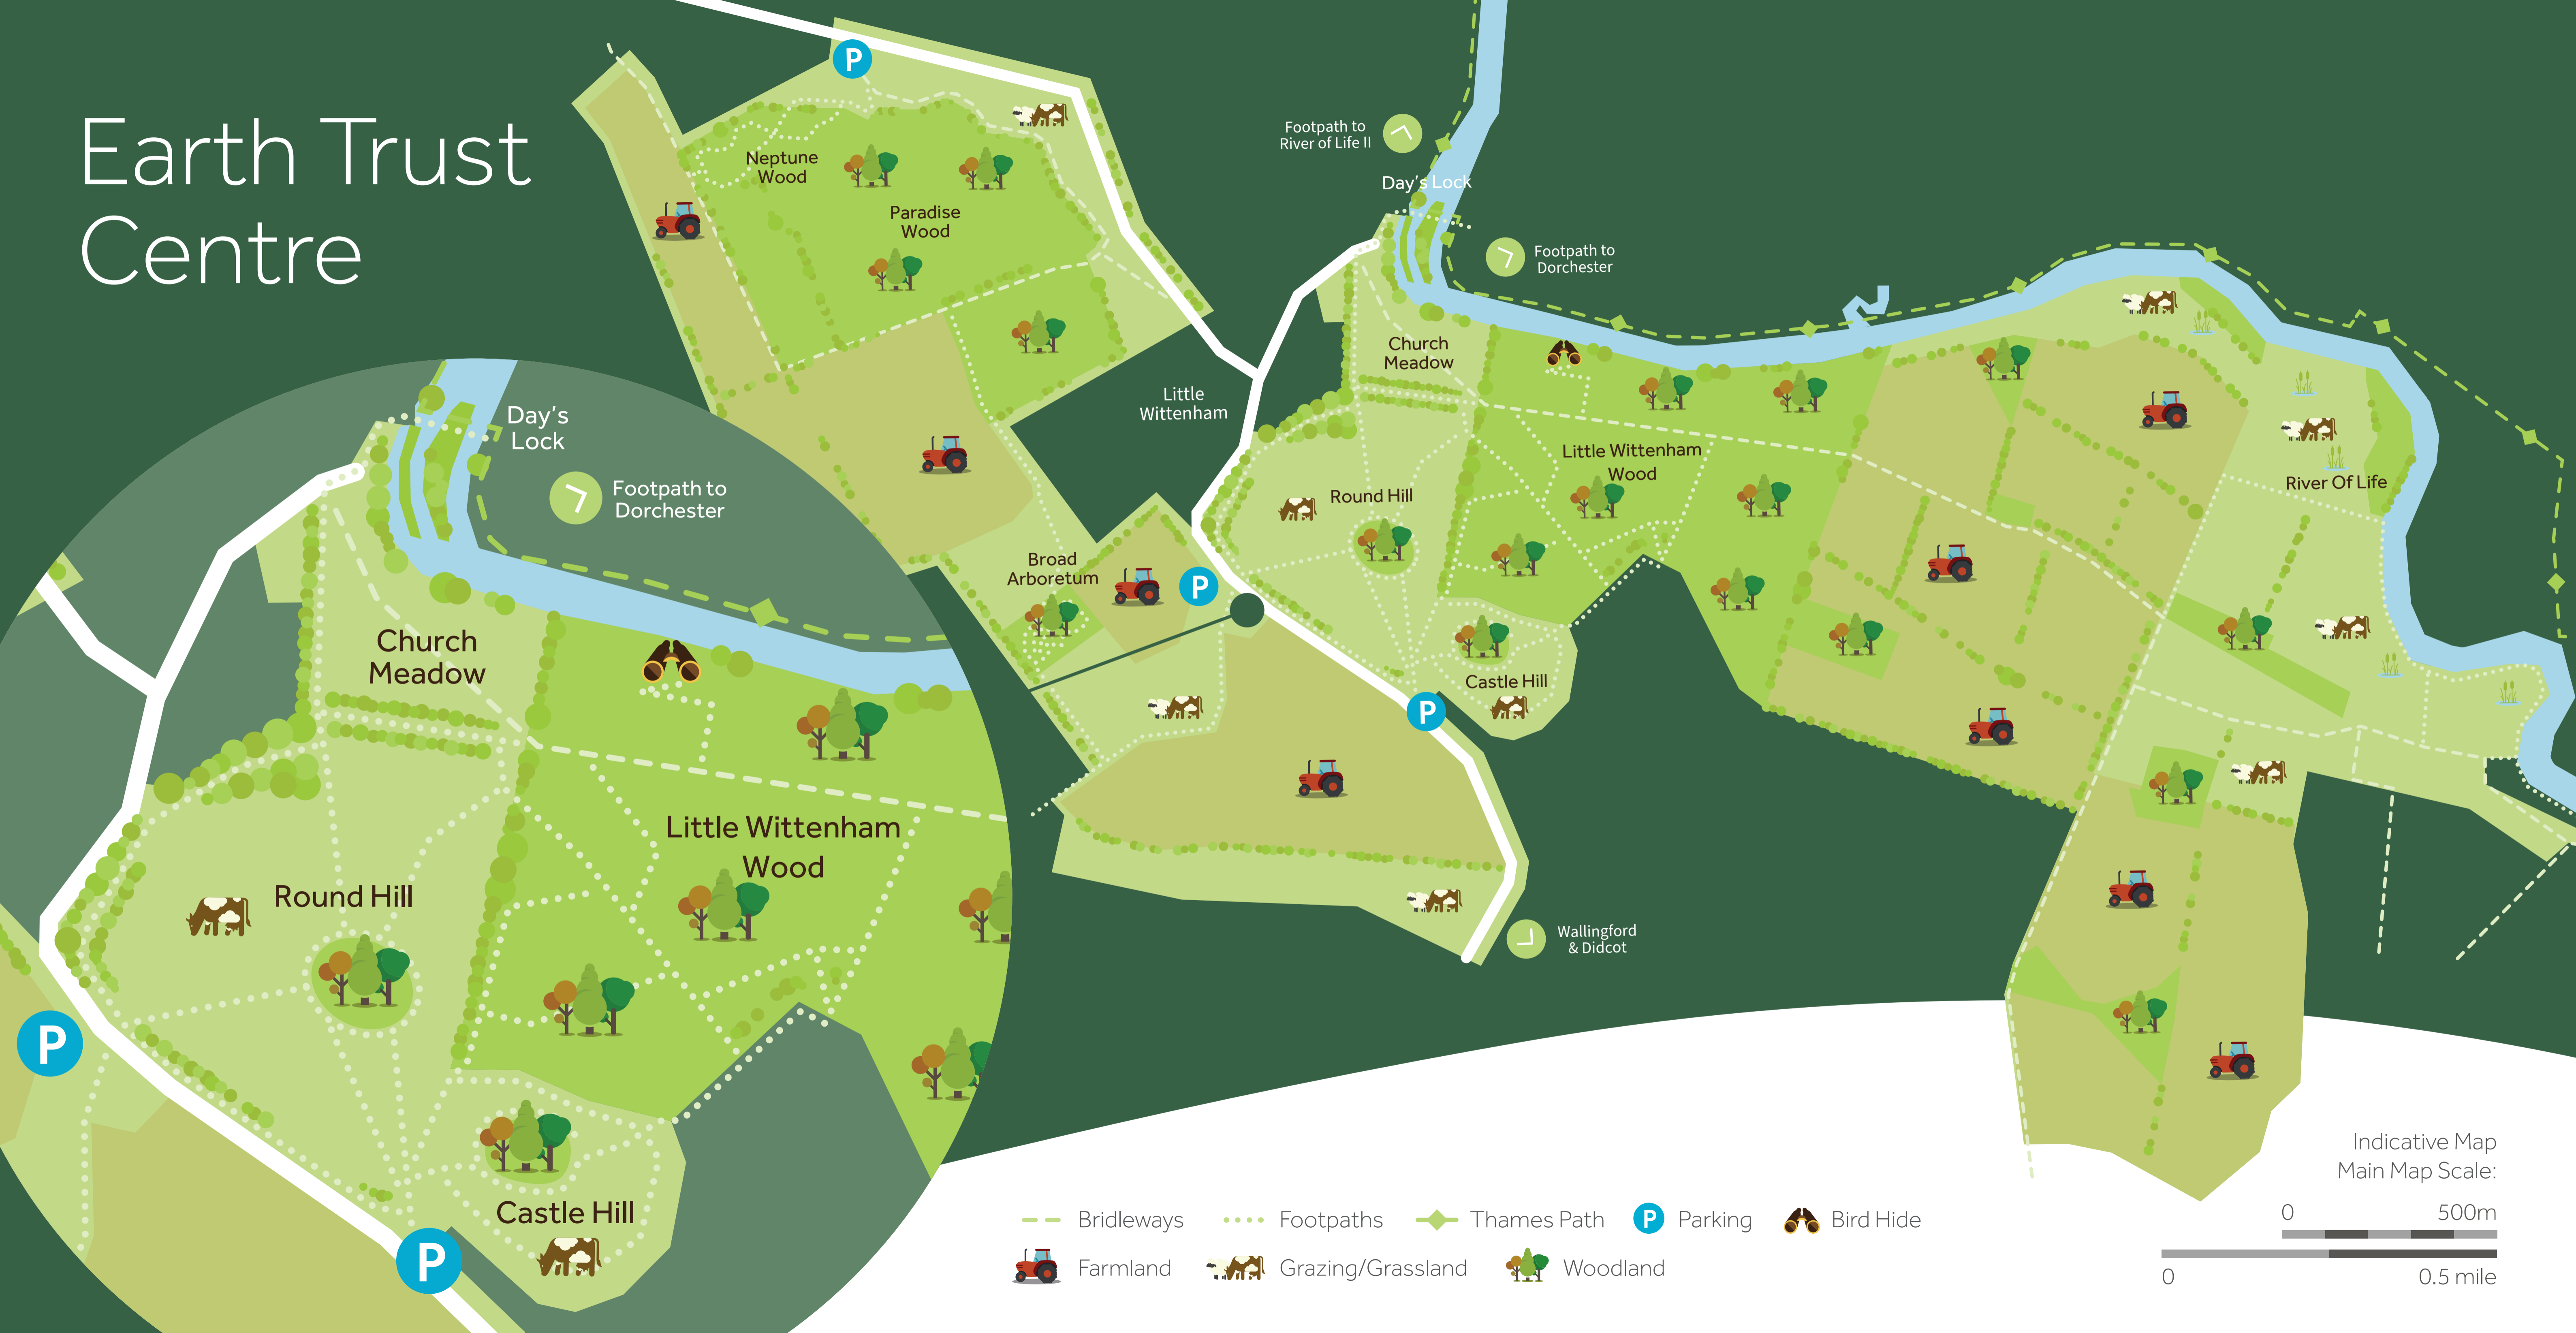 Earth Trust
Centre
P
Neptune
Wood
Paradise
Wood
Footpath to
River of Life II
Day's Lock
Footpath to
Dorchester
Church
Meadow
Little
Wittenham
Little Wittenham
Wood
Round Hill
River Of Life
Broad
Arboretum
P
Castle Hill
P
Wallingford
& Didcot
Day's
Lock
Footpath to
Dorchester
Church
Meadow
Little Wittenham
Wood
Round Hill
P
Castle Hill
P
Indicative Map
Main Map Scale:
0 500m
0 0.5 mile
Bridleways
Footpaths
Thames Path
P Parking
Bird Hide
Farmland
Grazing/Grassland
Woodland